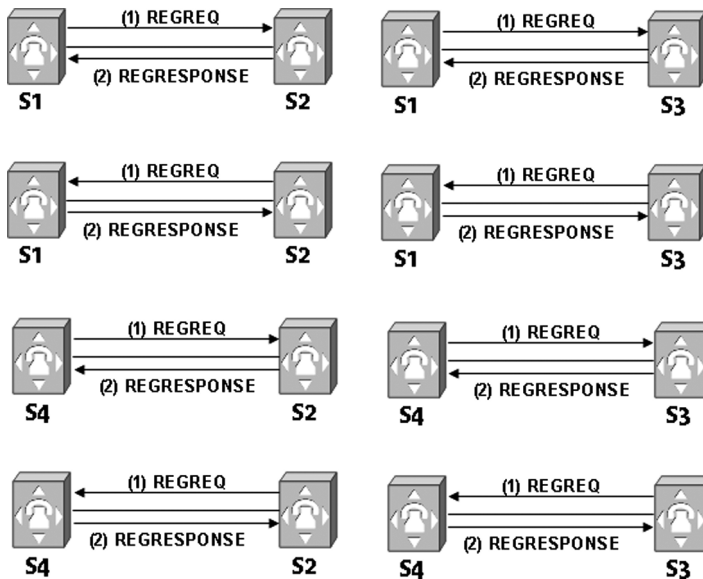 (1) REGREQ
(2) REGRESPONSE
S1 S2
(1) REGREQ
(2) REGRESPONSE
S1 S3
(1) REGREQ
(2) REGRESPONSE
S1 S2
(1) REGREQ
(2) REGRESPONSE
S1 S3
(1) REGREQ
(2) REGRESPONSE
S4 S2
(1) REGREQ
(2) REGRESPONSE
S4 S3
(1) REGREQ
(2) REGRESPONSE
S4 S2
(1) REGREQ
(2) REGRESPONSE
S4 S3